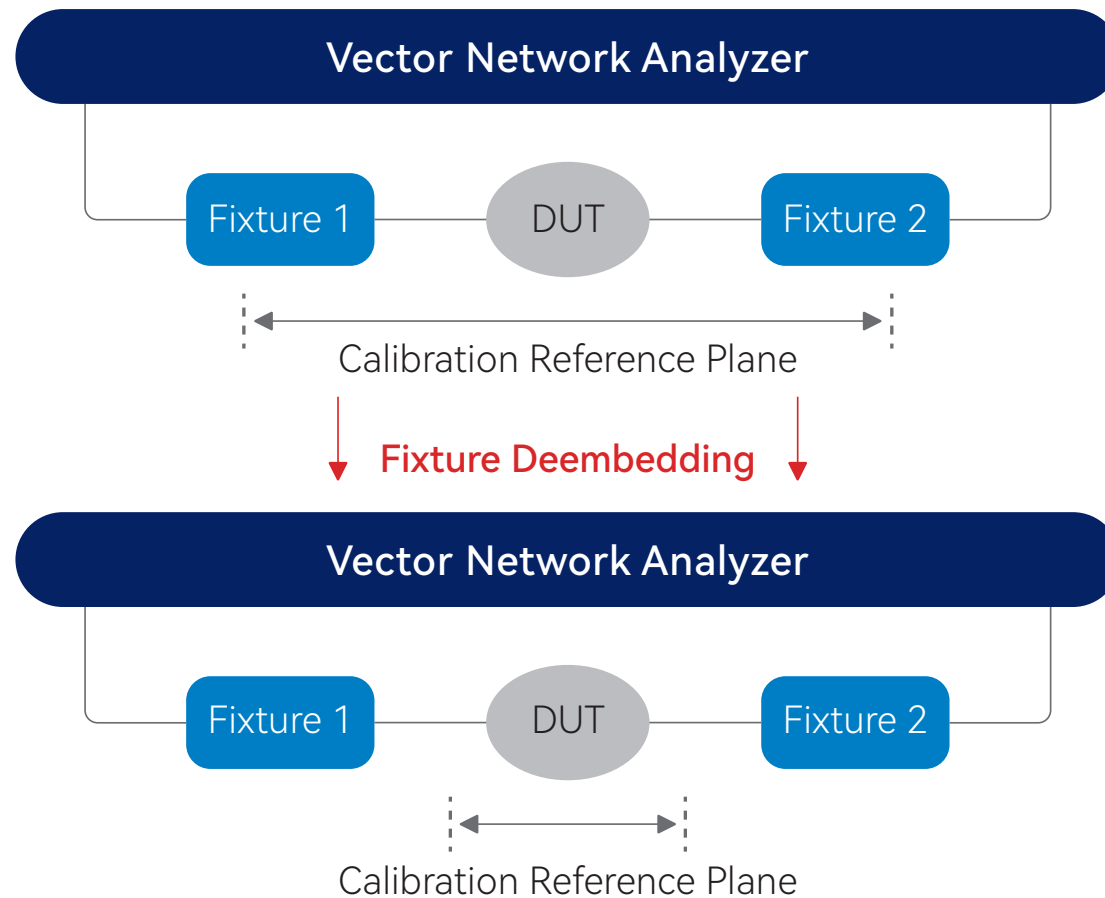 Vector Network Analyzer
Fixture 1
DUT
Fixture 2
Calibration Reference Plane
Fixture Deembedding
Vector Network Analyzer
Fixture 1
DUT
Fixture 2
Calibration Reference Plane